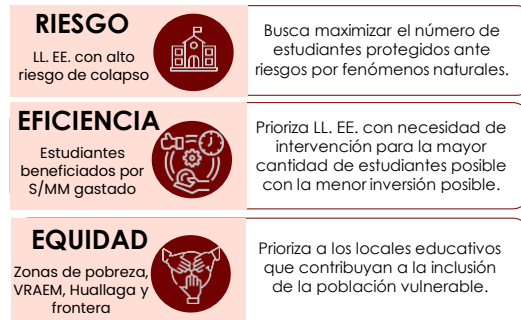 RIESGO
LL. EE. con alto
riesgo de colapso
Busca maximizar el número de
estudiantes protegidos ante
riesgos por fenómenos naturales.
EFICIENCIA
Estudiantes
beneficiados por
S/MM gastado
Prioriza LL. EE. con necesidad de
intervención para la mayor
cantidad de estudiantes posible
con la menor inversión posible.
EQUIDAD
Zonas de pobreza,
VRAEM, Huallaga y
frontera
Prioriza a los locales educativos
que contribuyan a la inclusión
de la población vulnerable.